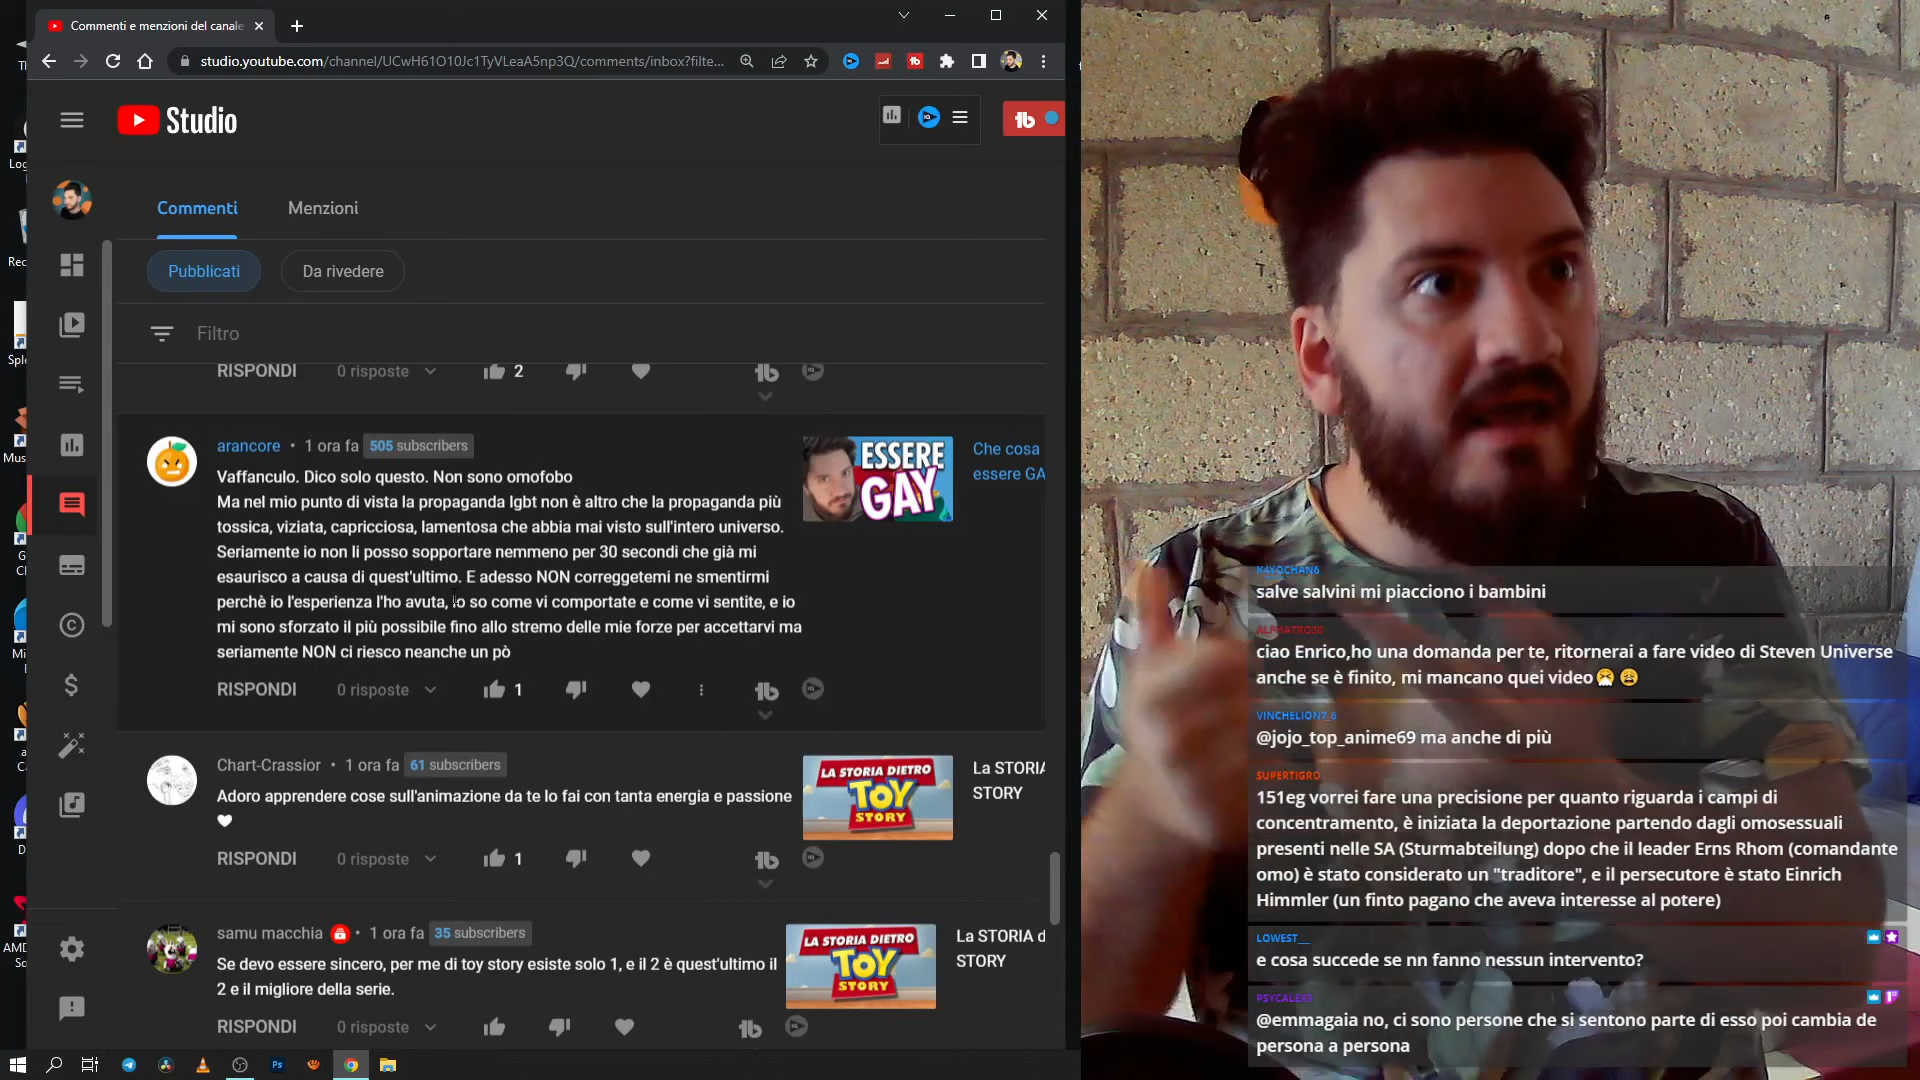 Commenti e menzioni del canale
studio.youtube.com/channel/UCwH61O10Jc1TyVLeaA5np3Q/comments/inbox?filte...
Studio
Commenti
Menzioni
Pubblicati
Da rivedere
Filtro
RISPONDI 0 risposte 2
arancore • 1 ora fa 505 subscribers
Vaffanculo. Dico solo questo. Non sono omofobo
Ma nel mio punto di vista la propaganda lgbt non è altro che la propaganda più
tossica, viziata, capricciosa, lamentosa che abbia mai visto sull'intero universo.
Seriamente io non li posso sopportare nemmeno per 30 secondi che già mi
esaurisco a causa di quest'ultimo. E adesso NON correggetemi ne smentirmi
perchè io l'esperienza l'ho avuta, so come vi comportate e come vi sentite, e io
mi sono sforzato il più possibile fino allo stremo delle mie forze per accettarvi ma
seriamente NON ci riesco neanche un pò
RISPONDI 0 risposte 1
ESSERE
GAY
Che cosa
essere GA
Chart-Crassior • 1 ora fa 61 subscribers
Adoro apprendere cose sull'animazione da te lo fai con tanta energia e passione
RISPONDI 0 risposte 1
LA STORIA DIETRO
TOY
STORY
La STORIA
STORY
samu macchia • 1 ora fa 35 subscribers
Se devo essere sincero, per me di toy story esiste solo 1, e il 2 è quest'ultimo il
2 e il migliore della serie.
RISPONDI 0 risposte
LA STORIA DIETRO
TOY
STORY
La STORIA d
STORY
Log
Rec
Spl
Mus
G
Cl
Mi
a
Ca
D
AMD
So
Ps
salve salvini mi piacciono i bambini
ciao Enrico,ho una domanda per te, ritornerai a fare video di Steven Universe
anche se è finito, mi mancano quei video
VINCHELION7_6
@jojo_top_anime69 ma anche di più
SUPERTIGRO
151eg vorrei fare una precisione per quanto riguarda i campi di
concentramento, è iniziata la deportazione partendo dagli omosessuali
presenti nelle SA (Sturmabteilung) dopo che il leader Erns Rhom (comandante
omo) è stato considerato un "traditore", e il persecutore è stato Einrich
Himmler (un finto pagano che aveva interesse al potere)
LOWEST__
e cosa succede se nn fanno nessun intervento?
@emmagaia no, ci sono persone che si sentono parte di esso poi cambia de
persona a persona